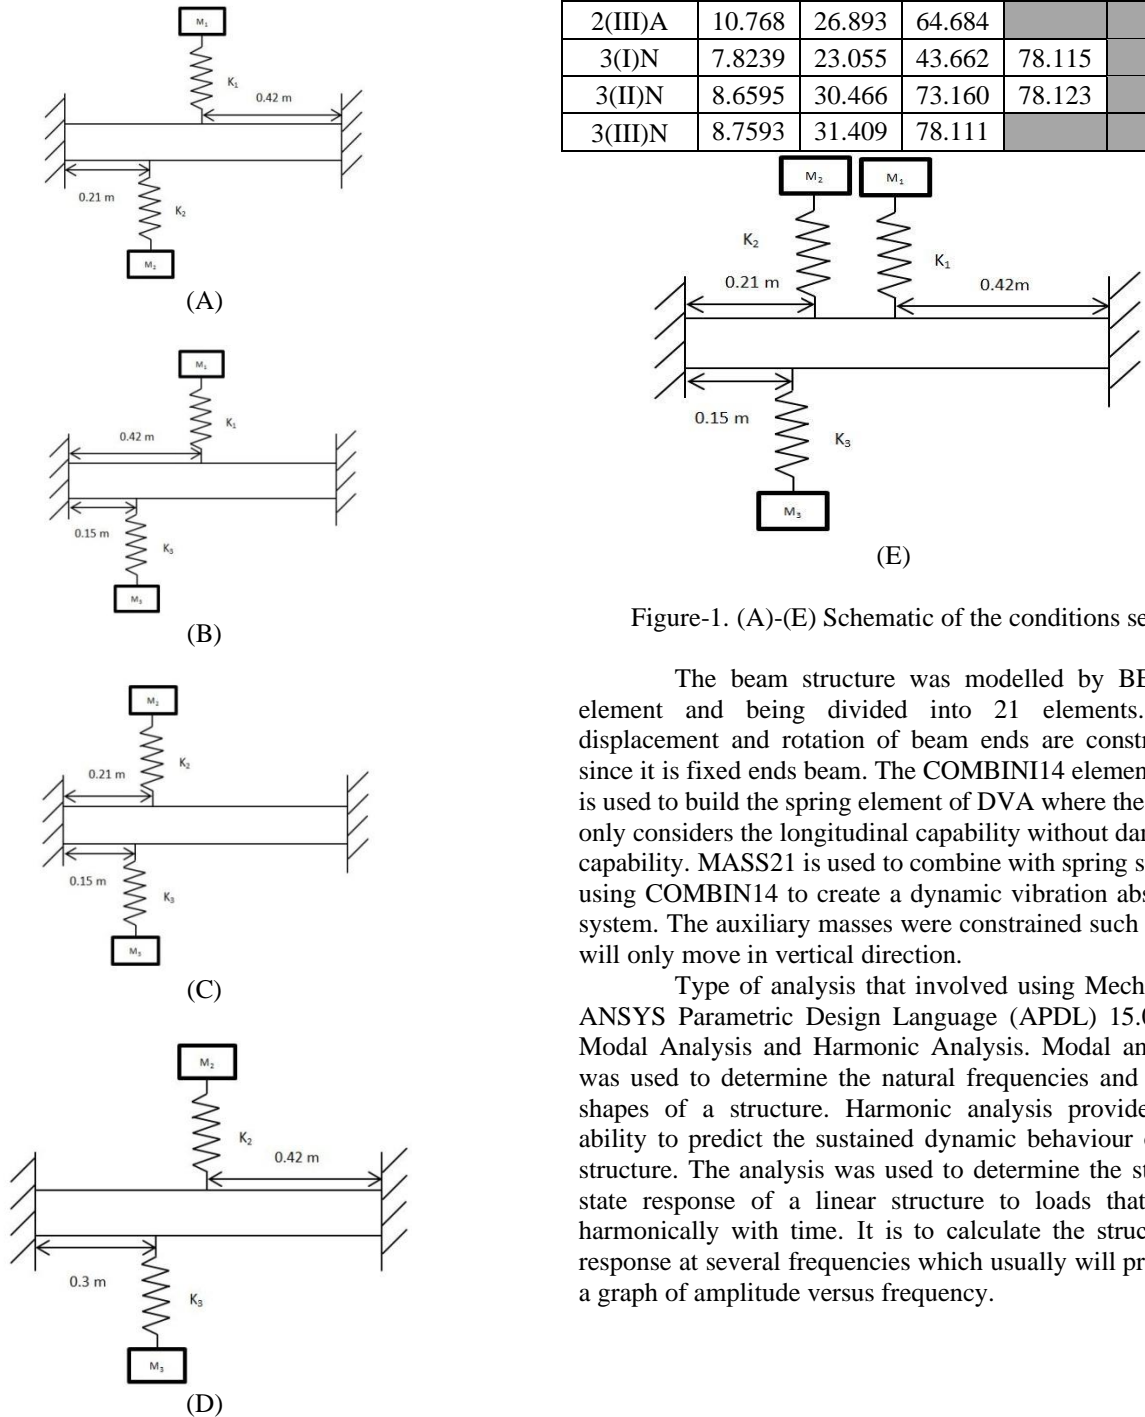 M₁
K₁
0.42 m
0.21 m
K₂
M₂
(A)
M₁
K₁
0.42 m
0.15 m
K₃
M₃
(B)
M₂
K₂
0.21 m
0.15 m
K₃
M₃
(C)
M₂
K₂
0.42 m
0.3 m
K₃
M₃
(D)
2(III)A 10.768 26.893 64.684
3(I)N 7.8239 23.055 43.662 78.115
3(II)N 8.6595 30.466 73.160 78.123
3(III)N 8.7593 31.409 78.111
M₂ M₁
K₂
K₁
0.21 m
0.42m
0.15 m
K₃
M₃
(E)
Figure-1. (A)-(E) Schematic of the conditions se
The beam structure was modelled by BE
element and being divided into 21 elements.
displacement and rotation of beam ends are constr
since it is fixed ends beam. The COMBINI14 elemen
is used to build the spring element of DVA where the
only considers the longitudinal capability without dar
capability. MASS21 is used to combine with spring s
using COMBIN14 to create a dynamic vibration abs
system. The auxiliary masses were constrained such
will only move in vertical direction.
Type of analysis that involved using Mech
ANSYS Parametric Design Language (APDL) 15.0
Modal Analysis and Harmonic Analysis. Modal an
was used to determine the natural frequencies and
shapes of a structure. Harmonic analysis provide
ability to predict the sustained dynamic behaviour
structure. The analysis was used to determine the st
state response of a linear structure to loads that
harmonically with time. It is to calculate the struc
response at several frequencies which usually will pr
a graph of amplitude versus frequency.